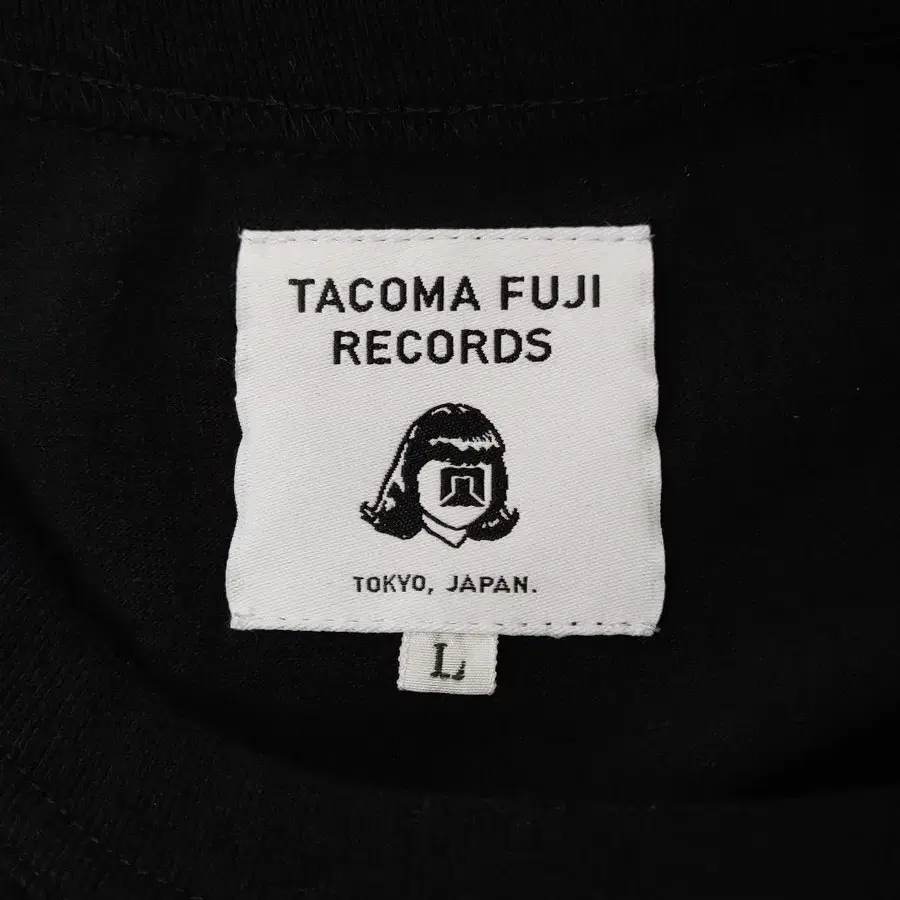 TACOMA FUJI
RECORDS
TOKYO, JAPAN.
L